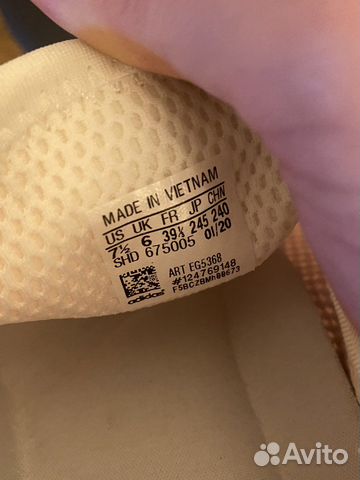 MADE IN VIETNAM
US UK FR JP CHN
7½ 6 39⅓ 245 240
SHD 675005 01/20
ART EG5368
#124769148
adidas
Avito